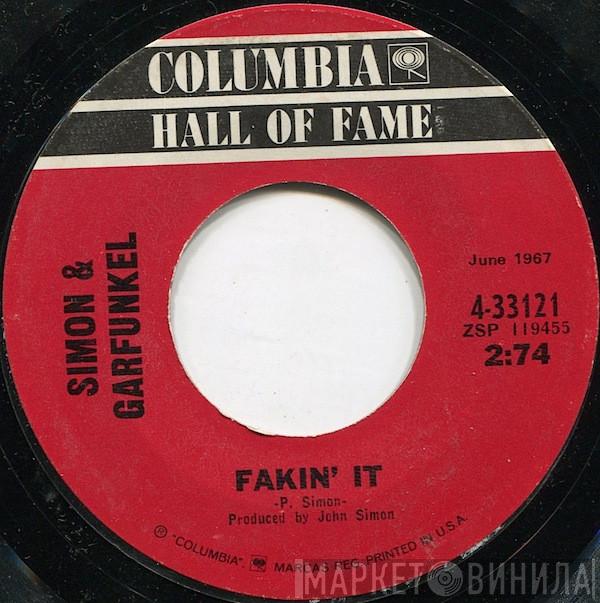 COLUMBIA
HALL OF FAME
SIMON &
GARFUNKEL
June 1967
4-33121
ZSP 119455
2:74
FAKIN' IT
-P. Simon-
Produced by John Simon
℗ "COLUMBIA", MARCAS REG. PRINTED IN U.S.A.
МАРКЕТ ВИНИЛА